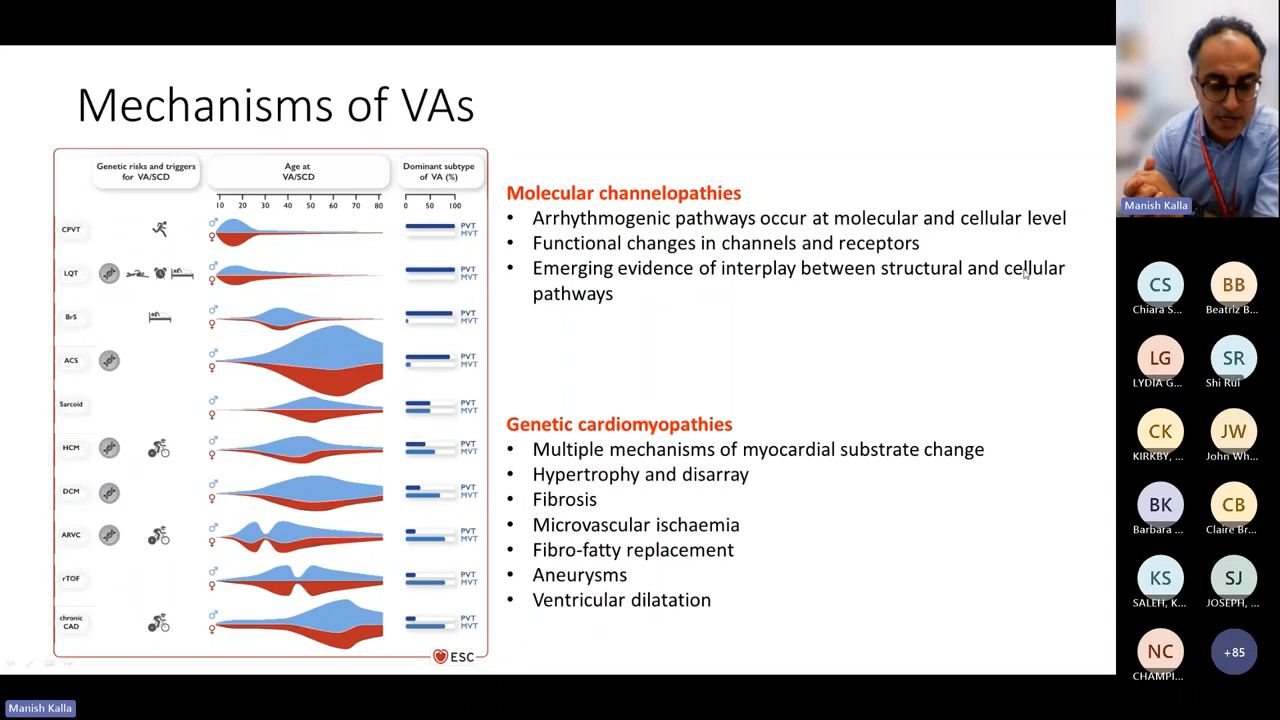 Mechanisms of VAs
Genetic risks and triggers
for VA/SCD
Age at
VA/SCD
Dominant subtype
of VA (%)
10 20 30 40 50 60 70 80
0 50 100
CPVT
♂
♀
PVT
MVT
LQT
♂
♀
PVT
MVT
BrS
♂
♀
PVT
MVT
ACS
♂
♀
PVT
MVT
Sarcoid
♂
♀
PVT
MVT
HCM
♂
♀
PVT
MVT
DCM
♂
♀
PVT
MVT
ARVC
♂
♀
PVT
MVT
rTOF
♂
♀
PVT
MVT
chronic
CAD
♂
♀
PVT
MVT
ESC
Molecular channelopathies
• Arrhythmogenic pathways occur at molecular and cellular level
• Functional changes in channels and receptors
• Emerging evidence of interplay between structural and cellular
pathways
Genetic cardiomyopathies
• Multiple mechanisms of myocardial substrate change
• Hypertrophy and disarray
• Fibrosis
• Microvascular ischaemia
• Fibro-fatty replacement
• Aneurysms
• Ventricular dilatation
Manish Kalla
CS
Chiara S...
BB
Beatriz B...
LG
LYDIA G...
SR
Shi Rui
CK
KIRKBY, ...
JW
John Wh...
BK
Barbara ...
CB
Claire Br...
KS
SALEH, K...
SJ
JOSEPH, ...
NC
CHAMPI...
+85
Manish Kalla